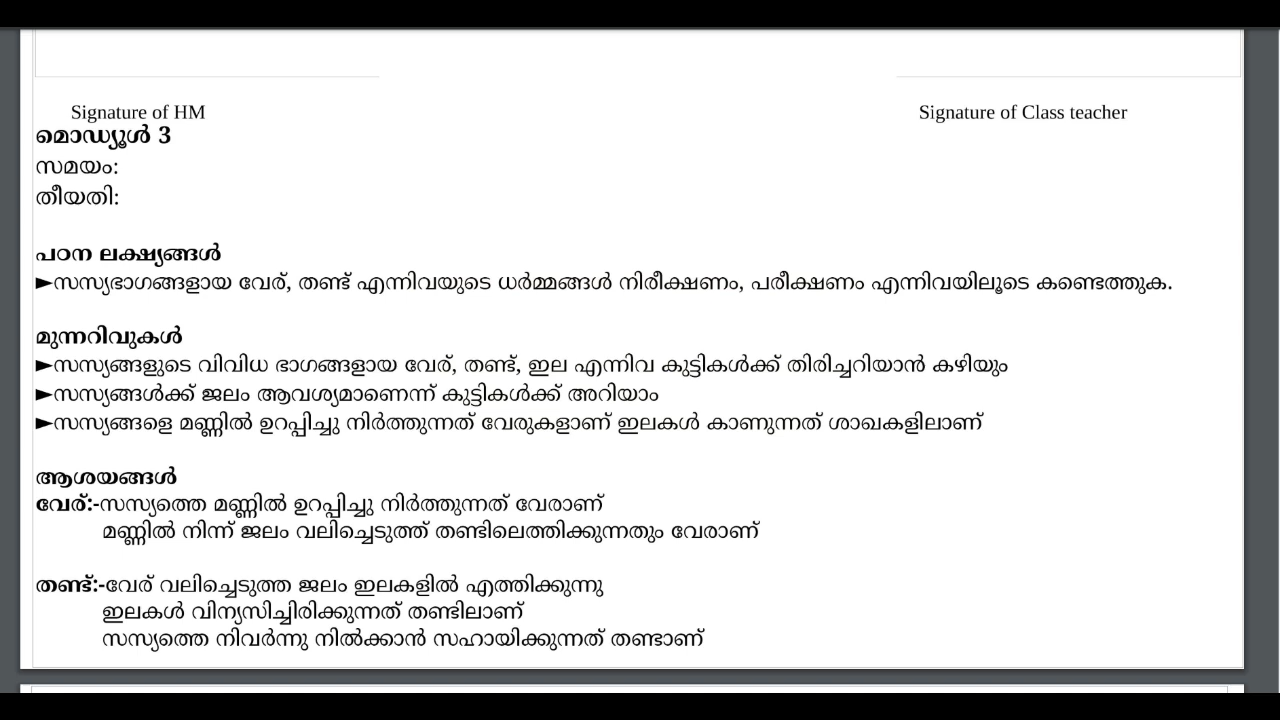 Signature of HM
Signature of Class teacher
മൊഡ്യൂൾ 3
സമയം:
തീയതി:
പഠന ലക്ഷ്യങ്ങൾ
►സസ്യഭാഗങ്ങളായ വേര്, തണ്ട് എന്നിവയുടെ ധർമ്മങ്ങൾ നിരീക്ഷണം, പരീക്ഷണം എന്നിവയിലൂടെ കണ്ടെത്തുക.
മുന്നറിവുകൾ
►സസ്യങ്ങളുടെ വിവിധ ഭാഗങ്ങളായ വേര്, തണ്ട്, ഇല എന്നിവ കുട്ടികൾക്ക് തിരിച്ചറിയാൻ കഴിയും
►സസ്യങ്ങൾക്ക് ജലം ആവശ്യമാണെന്ന് കുട്ടികൾക്ക് അറിയാം
►സസ്യങ്ങളെ മണ്ണിൽ ഉറപ്പിച്ചു നിർത്തുന്നത് വേരുകളാണ് ഇലകൾ കാണുന്നത് ശാഖകളിലാണ്
ആശയങ്ങൾ
വേര്:-സസ്യത്തെ മണ്ണിൽ ഉറപ്പിച്ചു നിർത്തുന്നത് വേരാണ്
മണ്ണിൽ നിന്ന് ജലം വലിച്ചെടുത്ത് തണ്ടിലെത്തിക്കുന്നതും വേരാണ്
തണ്ട്:-വേര് വലിച്ചെടുത്ത ജലം ഇലകളിൽ എത്തിക്കുന്നു
ഇലകൾ വിന്യസിച്ചിരിക്കുന്നത് തണ്ടിലാണ്
സസ്യത്തെ നിവർന്നു നിൽക്കാൻ സഹായിക്കുന്നത് തണ്ടാണ്